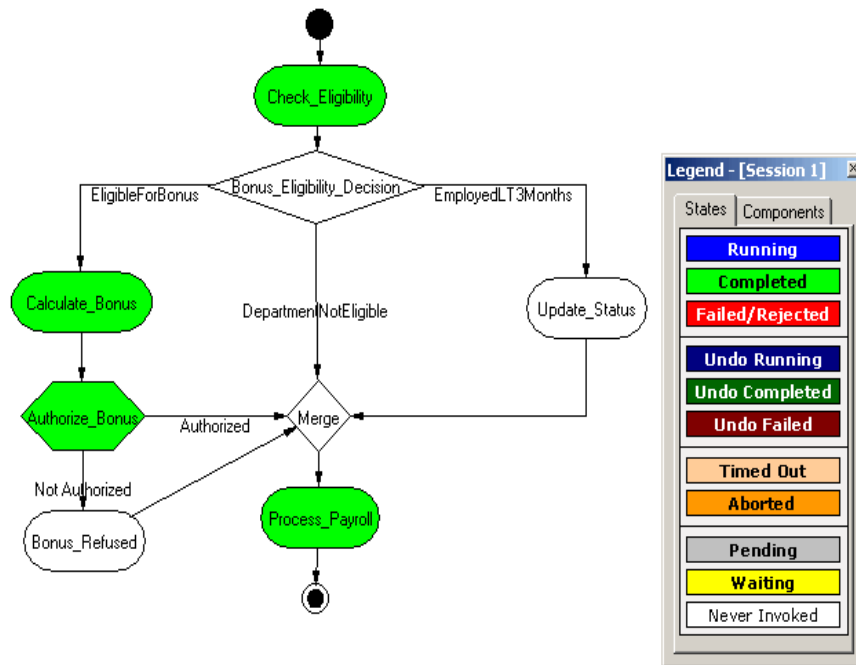 Check_Eligibility
Bonus_Eligibility_Decision
EligibleForBonus
EmployedLT3Months
Calculate_Bonus
DepartmentNotEligible
Update_Status
Authorize_Bonus
Authorized
Merge
Not Authorized
Bonus_Refused
Process_Payroll
Legend - [Session 1]
States
Components
Running
Completed
Failed/Rejected
Undo Running
Undo Completed
Undo Failed
Timed Out
Aborted
Pending
Waiting
Never Invoked